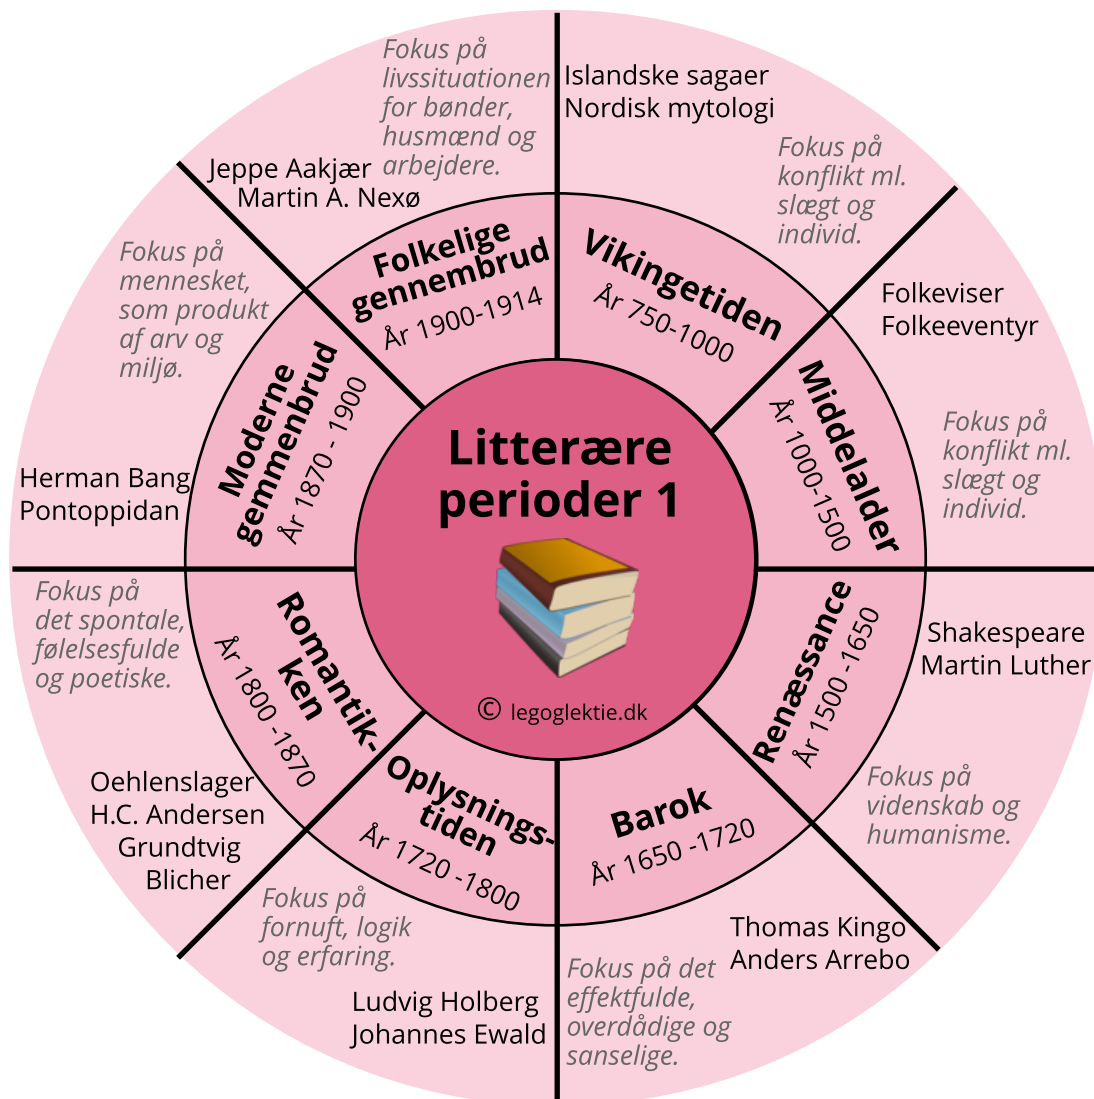 Litterære
perioder 1
© legoglektie.dk
Vikingetiden
År 750-1000
Islandske sagaer
Nordisk mytologi
Fokus på
konflikt ml.
slægt og
individ.
Middelalder
År 1000-1500
Folkeviser
Folkeeventyr
Fokus på
konflikt ml.
slægt og
individ.
Renæssance
År 1500 -1650
Shakespeare
Martin Luther
Fokus på
videnskab og
humanisme.
Barok
År 1650 -1720
Thomas Kingo
Anders Arrebo
Fokus på det
effektfulde,
overdådige og
sanselige.
Oplysnings-
tiden
År 1720 -1800
Fokus på
fornuft, logik
og erfaring.
Ludvig Holberg
Johannes Ewald
Romantik-
ken
År 1800 -1870
Fokus på
det spontale,
følelsesfulde
og poetiske.
Oehlenslager
H.C. Andersen
Grundtvig
Blicher
Moderne
gemmenbrud
År 1870 - 1900
Fokus på
mennesket,
som produkt
af arv og
miljø.
Herman Bang
Pontoppidan
Folkelige
gennembrud
År 1900-1914
Fokus på
livssituationen
for bønder,
husmænd og
arbejdere.
Jeppe Aakjær
Martin A. Nexø